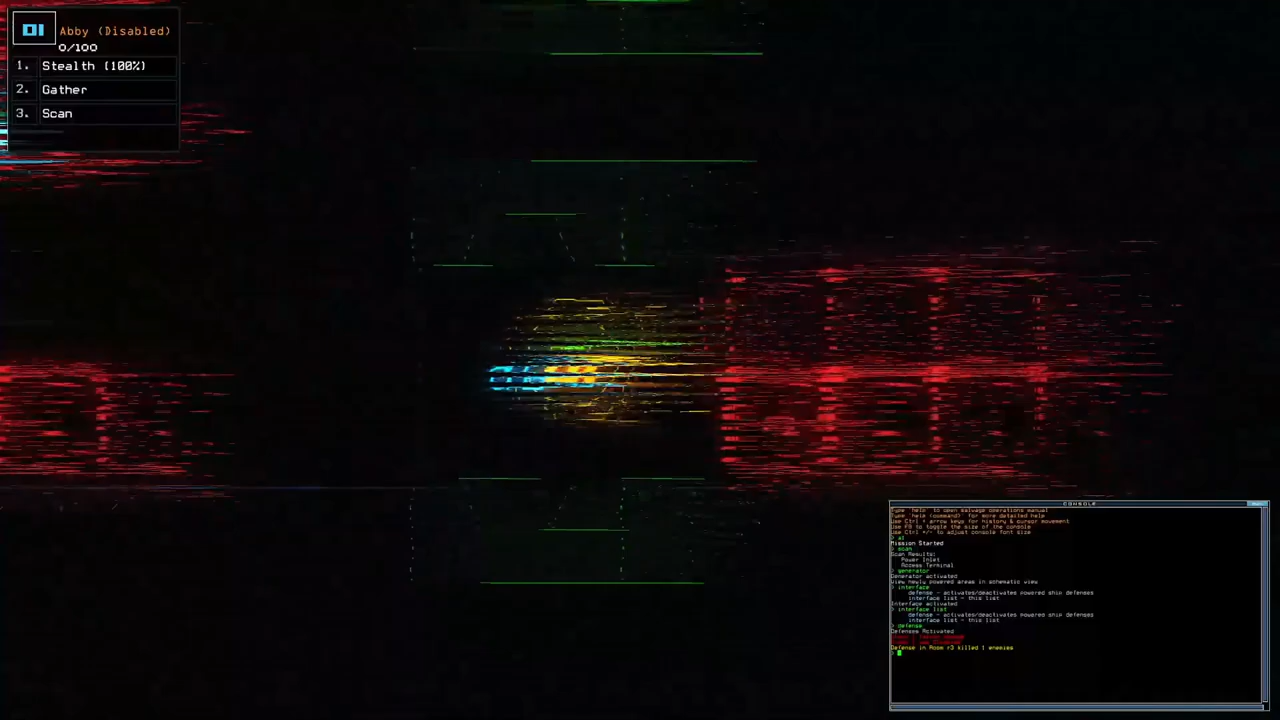 01
Abby (Disabled)
0/100
1. Stealth (100%)
2. Gather
3. Scan
CONSOLE
Type 'help' to open salvage operations manual
Type 'help (command)' for more detailed help
Use Ctrl + arrow keys for history & cursor movement
Use F9 to toggle the size of the console
Use Ctrl +/- to adjust console font size
> a1
Mission Started
> scan
Scan Results:
Power Inlet
Access Terminal
> generator
Generator activated
View newly powered areas in schematic view
> interface
defense - activates/deactivates powered ship defenses
interface list - this list
Interface activated
> interface list
defense - activates/deactivates powered ship defenses
interface list - this list
> defense
Defenses Activated
Defense in Room r3 killed 1 enemies
>